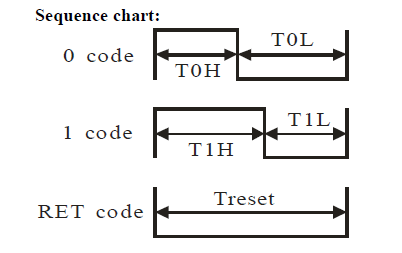 Sequence chart:
0 code
T0H
T0L
1 code
T1H
T1L
RET code
Treset